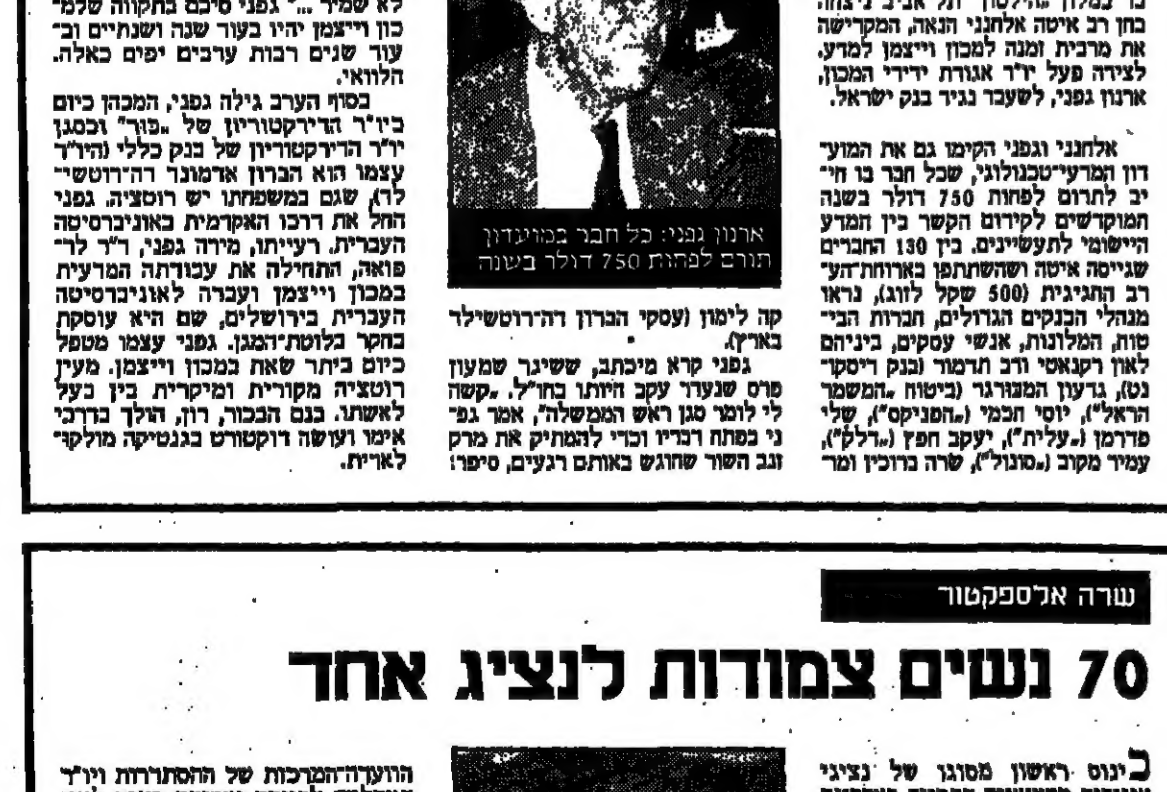 בו במלון "הילטון" תל אביב ניצחה
בחן רב איטה אלחנני הנאה, המקדישה
את מרבית זמנה למכון וייצמן למדע.
לצידה פעל יו"ר אגודת ידידי המכון,
ארנון גפני, לשעבר נגיד בנק ישראל.
אלחנני וגפני הקימו גם את המוע־
דון המדעי־טכנולוגי, שכל חבר בו חי־
יב לתרום לפחות 750 דולר בשנה
המוקדשים לקידום הקשר בין המדע
היישומי לתעשיינים. בין 130 החברים
שגייסה איטה ושהשתתפו בארוחת־הע־
רב החגיגית (500 שקל לזוג), נראו
מנהלי הבנקים הגדולים, חברות הבי־
טוח, המלונות, אנשי עסקים, ביניהם
לאון רקנאטי ורב תדמור (בנק דיסקו־
נט), גדעון המבורגר (ביטוח "המשמר
הראל"), יוסי חכמי ("הפניקס"), שלי
פדרמן ("עלית"), יעקב חפץ ("דלק"),
עמיר מקוב ("סונול"), שרה ברוכין ומר־
ארנון גפני: כל חבר במועדון
תורם לפחות 750 דולר בשנה
קה לימון (עסקי הברון דה־רוטשילד
בארץ).
גפני קרא מיכתב, ששיגר שמעון
פרס שנעדר עקב היותו בחו"ל. "קשה
לי לומר סגן ראש הממשלה", אמר גפ־
ני בפתח דבריו וכדי להמתיק את מרק
זנב השור שהוגש באותם רגעים, סיפר:
לא שמיר ..." גפני סיכם בתקווה שלמ־
כון וייצמן יהיו בעוד שנה ושנתיים וב־
עוד שנים רבות ערבים יפים כאלה.
הלוואי.
בסוף הערב גילה גפני, המכהן כיום
כיו"ר הדירקטוריון של "פור" וכסגן
יו"ר הדירקטוריון של בנק כללי (היו"ר
עצמו הוא הברון אדמונד דה־רוטשי־
לד), שגם במשפחתו יש רוטציה. גפני
החל את דרכו האקדמית באוניברסיטה
העברית. רעייתו, מירה גפני, ד"ר לר־
פואה, התחילה את עבודתה המדעית
במכון וייצמן ועברה לאוניברסיטה
העברית בירושלים, שם היא עוסקת
בחקר בלוטת־המגן. גפני עצמו מטפל
כיום ביתר שאת במכון וייצמן. מעין
רוטציה מקורית ומיקרית בין בעל
לאשתו. בנם הבכור, רון, הולך בדרכי
אימו ועושה דוקטורט בגנטיקה מולקו־
לארית.
שרה אלספקטור
70 נשים צמודות לנציג אחד
כינוס ראשון מסוגו של נציגי
הוועדה־המרכזת של ההסתדרות ויו"ר